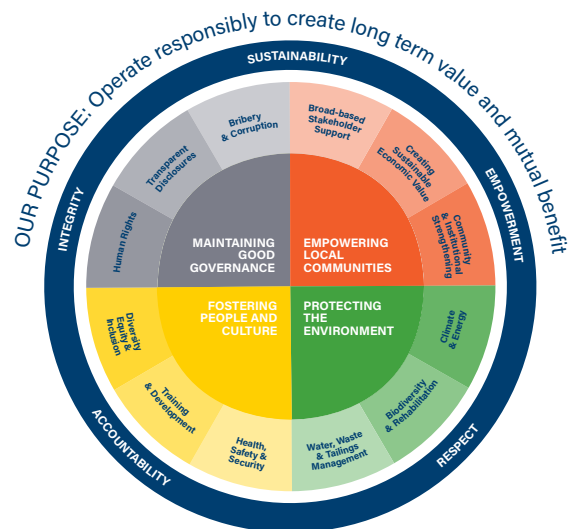 OUR PURPOSE: Operate responsibly to create long term value and mutual benefit
SUSTAINABILITY
INTEGRITY
EMPOWERMENT
ACCOUNTABILITY
RESPECT
Bribery
& Corruption
Transparent
Disclosures
Human Rights
MAINTAINING
GOOD
GOVERNANCE
Broad-based
Stakeholder
Support
Creating
Sustainable
Economic Value
Community
& Institutional
Strengthening
EMPOWERING
LOCAL
COMMUNITIES
FOSTERING
PEOPLE AND
CULTURE
Diversity
Equity &
Inclusion
Training
& Development
Health,
Safety &
Security
PROTECTING
THE
ENVIRONMENT
Climate
& Energy
Biodiversity
& Rehabilitation
Water, Waste
& Tailings
Management